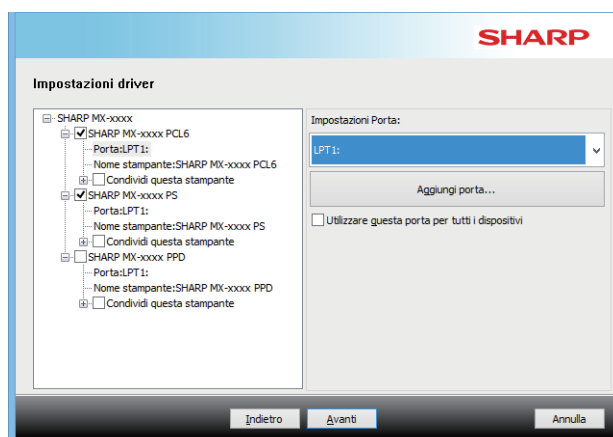 SHARP
Impostazioni driver
SHARP MX-xxxx
SHARP MX-xxxx PCL6
Porta:LPT1:
Nome stampante:SHARP MX-xxxx PCL6
Condividi questa stampante
SHARP MX-xxxx PS
Porta:LPT1:
Nome stampante:SHARP MX-xxxx PS
Condividi questa stampante
SHARP MX-xxxx PPD
Porta:LPT1:
Nome stampante:SHARP MX-xxxx PPD
Condividi questa stampante
Impostazioni Porta:
LPT1:
Aggiungi porta...
Utilizzare questa porta per tutti i dispositivi
Indietro
Avanti
Annulla